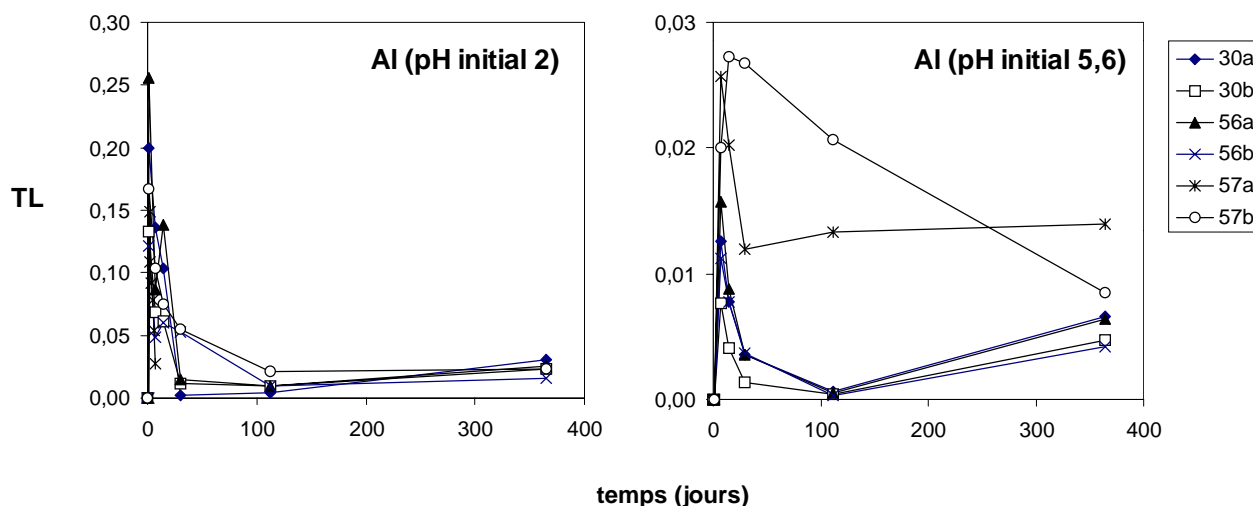 Al (pH initial 2)
0,30
0,25
0,20
0,15
0,10
0,05
0,00
TL
0 100 200 300 400
Al (pH initial 5,6)
0,03
0,02
0,01
0,00
0 100 200 300 400
temps (jours)
30a
30b
56a
56b
57a
57b